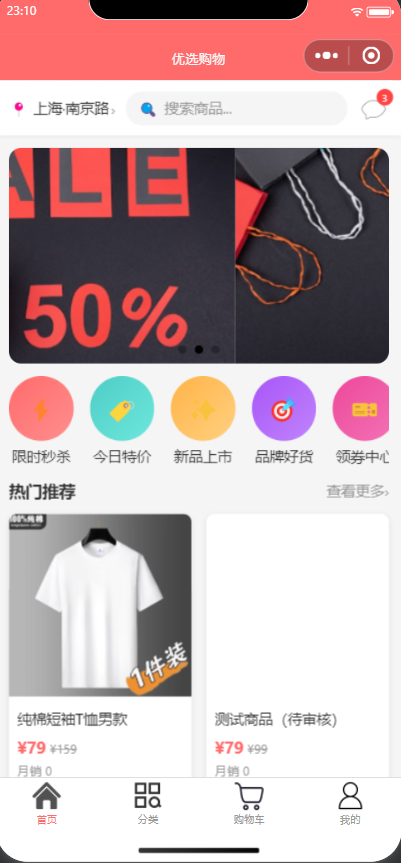 23:10
优选购物
上海·南京路›
搜索商品...
3
ALE
50%
限时秒杀
今日特价
新品上市
品牌好货
领券中心
热门推荐
查看更多›
100%纯棉
1件装
纯棉短袖T恤男款
测试商品（待审核）
¥79 ¥159
¥79 ¥99
月销 0
月销 0
首页
分类
购物车
我的